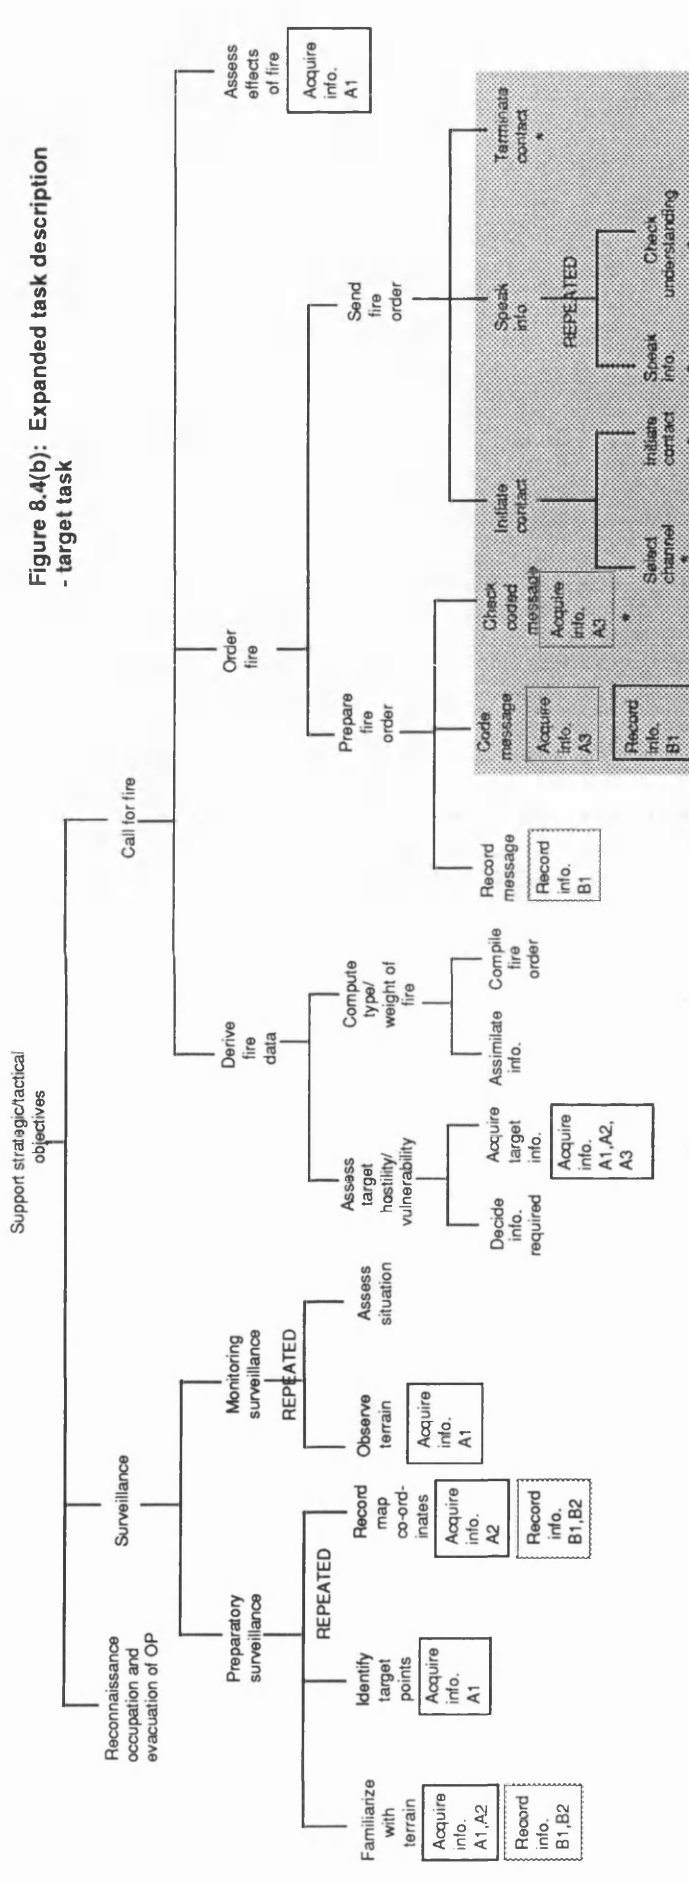 Figure 8.4(b): Expanded task description
- target task
Support strategic/tactical
objectives
Reconnaissance
occupation and
evacuation of OP
Surveillance
Call for fire
Preparatory
surveillance
REPEATED
Monitoring
surveillance
REPEATED
Derive
fire
data
Order
fire
Assess
effects
of fire
Acquire
info.
A1
Familiarize
with
terrain
Acquire
info.
A1,A2
Record
info.
B1,B2
Identify
target
points
Acquire
info.
A1
Record
map
co-ord-
inates
Acquire
info.
A2
Record
info.
B1,B2
Observe
terrain
Acquire
info.
A1
Assess
situation
Assess
target
hostility/
vulnerability
Compute
type/
weight of
fire
Prepare
fire
order
Send
fire
order
Decide
info.
required
Acquire
target
info.
Acquire
info.
A1,A2,
A3
Assimilate
info.
Compile
fire
order
Record
message
Record
info.
B1
Code
message
Acquire
info.
A3
Record
info.
B1
Check
coded
message
Acquire
info.
A3
*
Initiate
contact
Speak
info
REPEATED
Terminate
contact
*
Select
channel
*
Initiate
contact
Speak
info.
Check
understanding